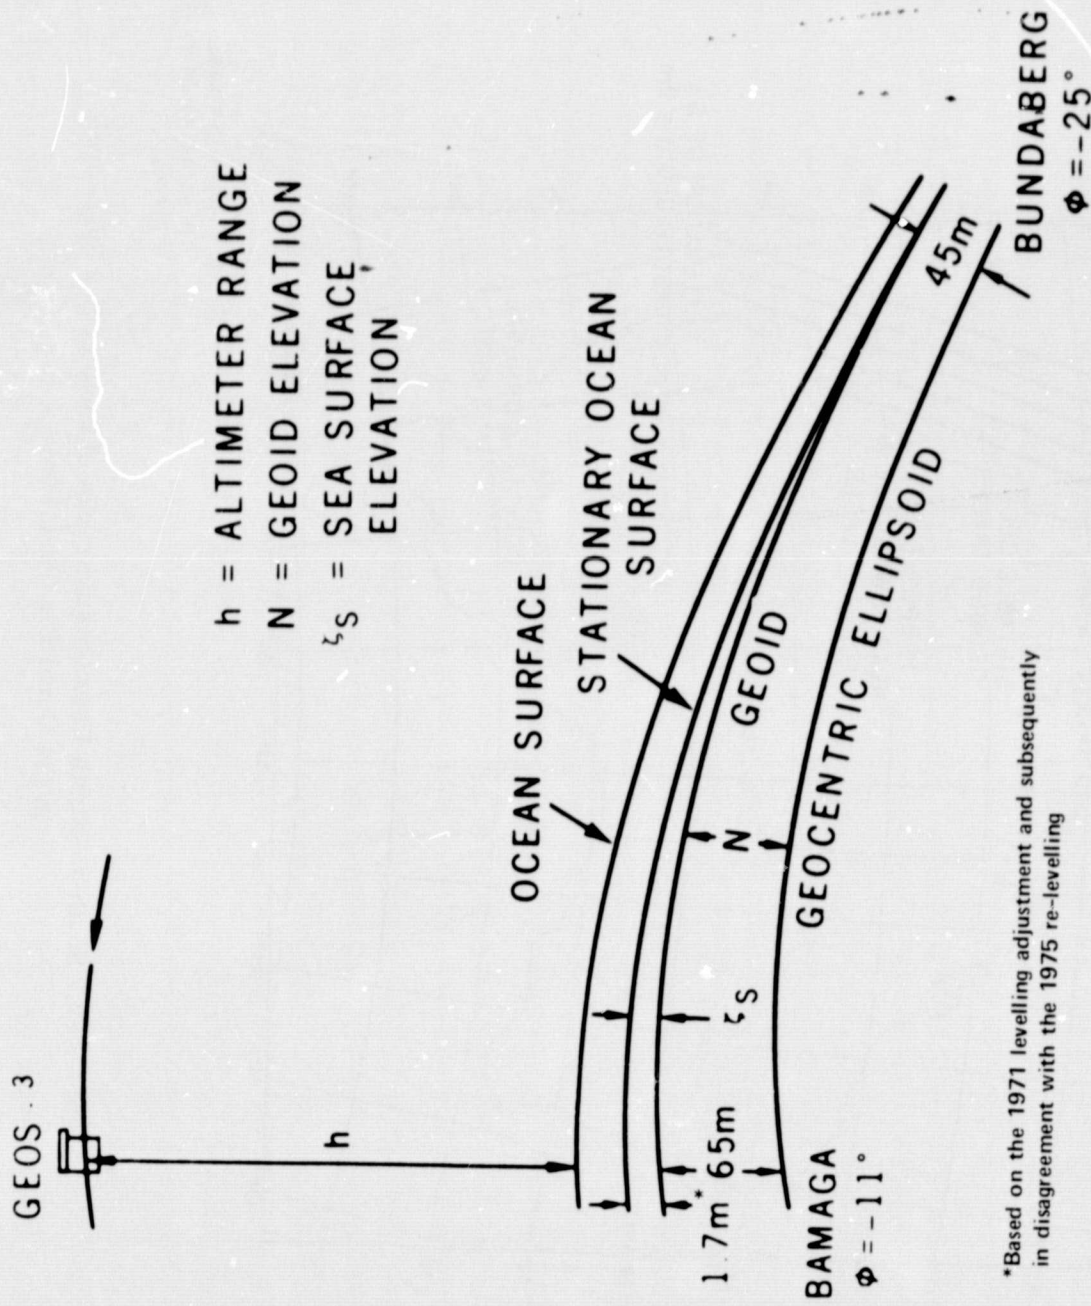 GEOS . 3
h = ALTIMETER RANGE
N = GEOID ELEVATION
ζS = SEA SURFACE
ELEVATION
h
OCEAN SURFACE
STATIONARY OCEAN
SURFACE
GEOID
GEOCENTRIC ELLIPSOID
N
ζS
1.7m* 65m
45m
BAMAGA
Φ = -11°
BUNDABERG
Φ = -25°
*Based on the 1971 levelling adjustment and subsequently
in disagreement with the 1975 re-levelling